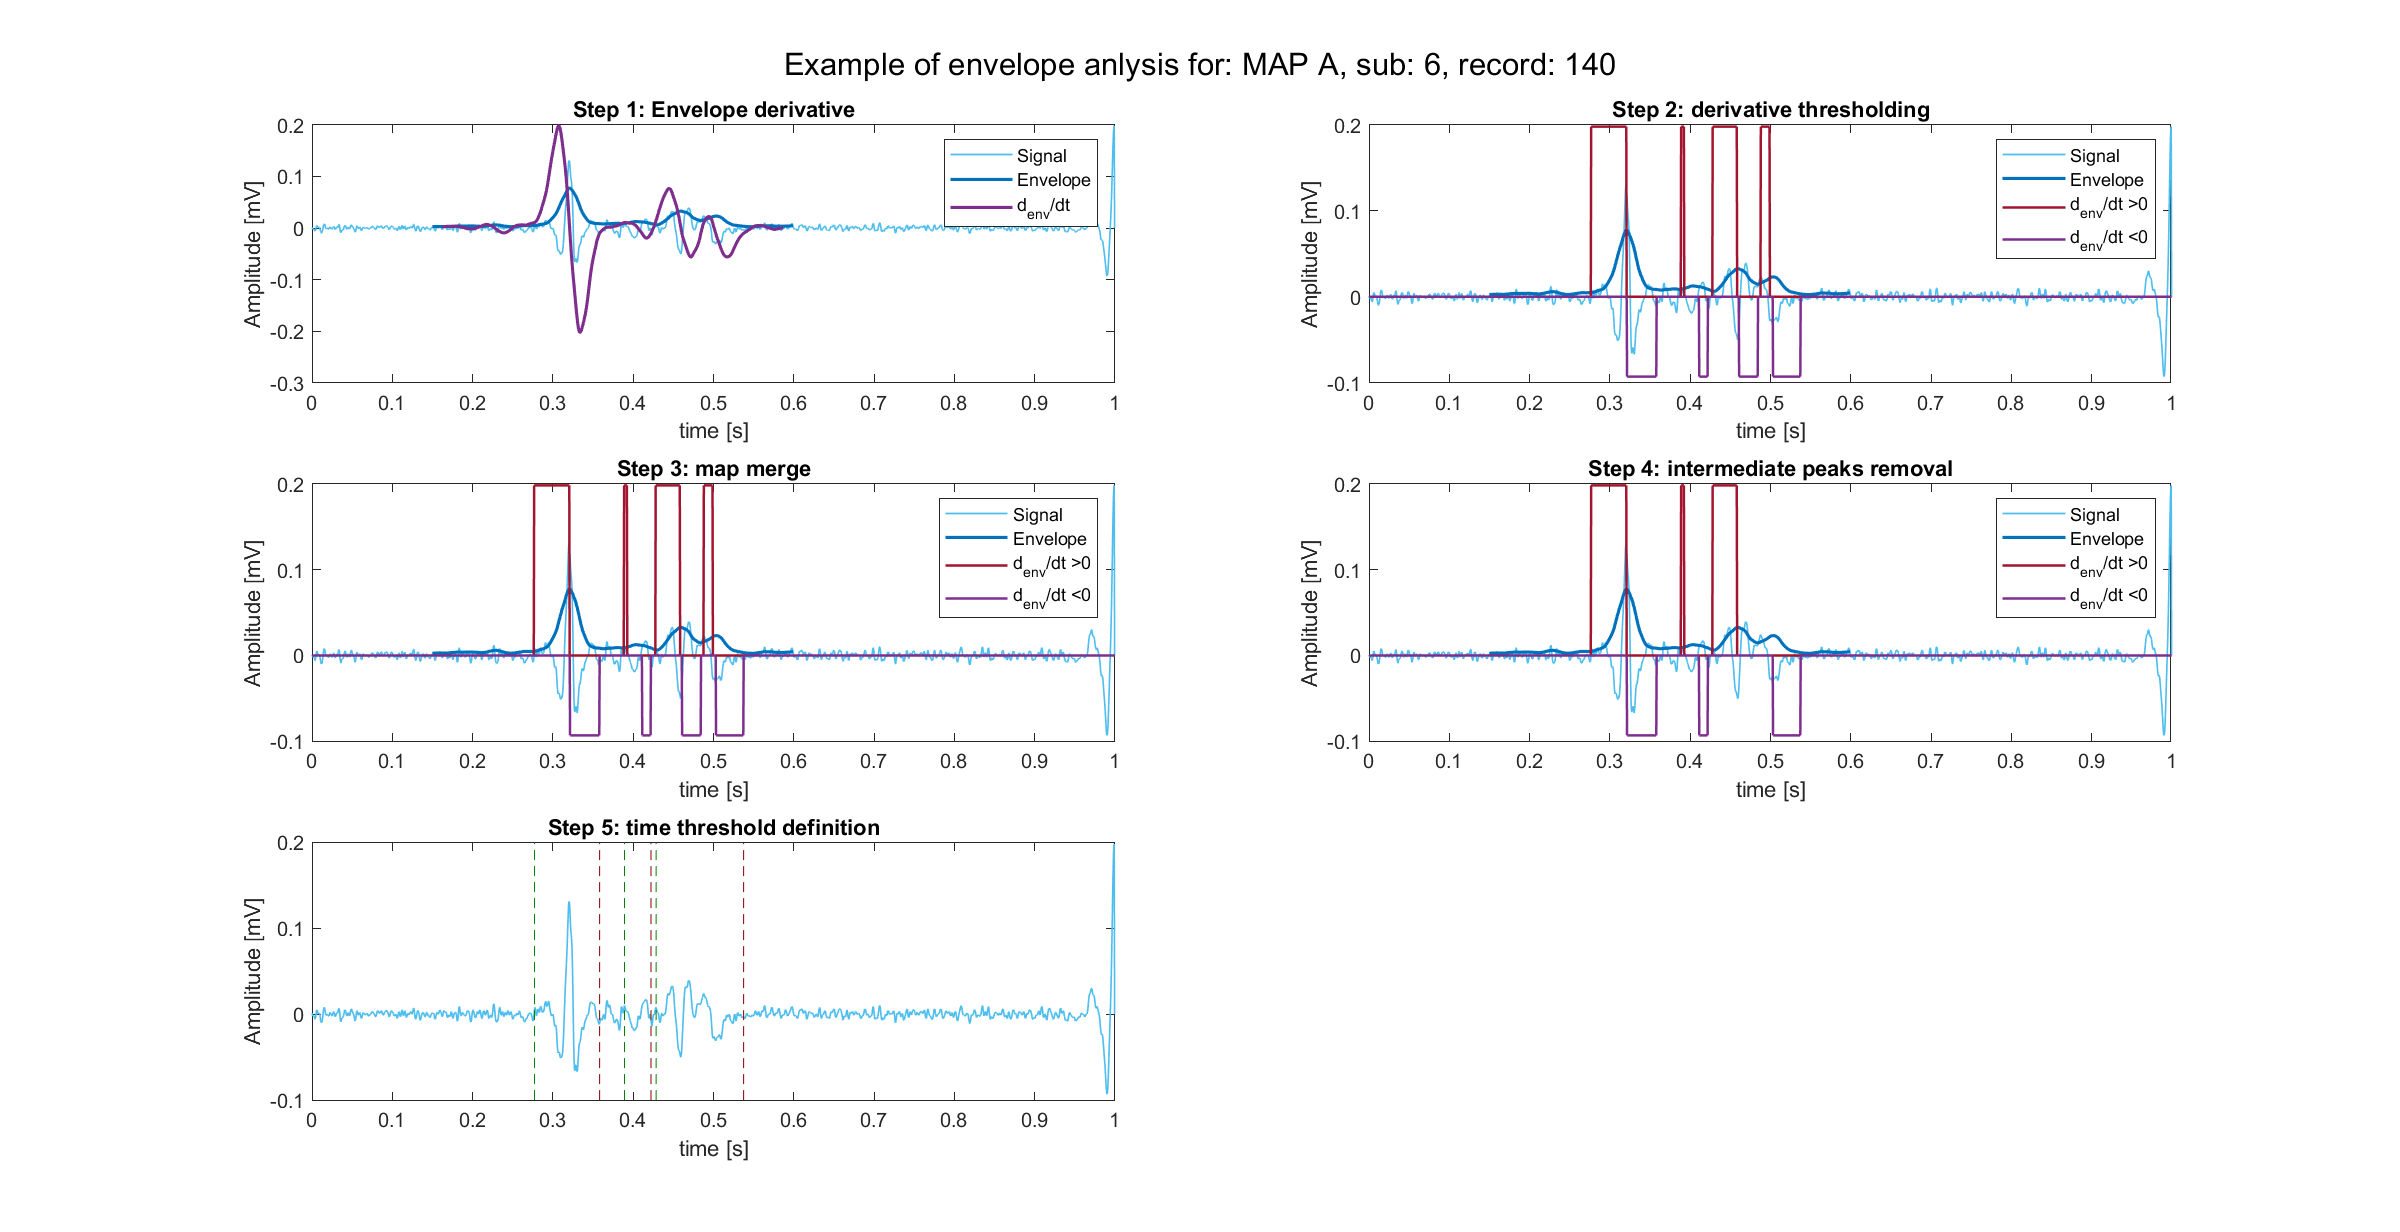 Example of envelope anlysis for: MAP A, sub: 6, record: 140
Step 1: Envelope derivative
0.2
0.1
0
-0.1
-0.2
-0.3
Amplitude [mV]
Signal
Envelope
d_env/dt
0 0.1 0.2 0.3 0.4 0.5 0.6 0.7 0.8 0.9 1
time [s]
Step 2: derivative thresholding
0.2
0.1
0
-0.1
Amplitude [mV]
Signal
Envelope
d_env/dt >0
d_env/dt <0
0 0.1 0.2 0.3 0.4 0.5 0.6 0.7 0.8 0.9 1
time [s]
Step 3: map merge
0.2
0.1
0
-0.1
Amplitude [mV]
Signal
Envelope
d_env/dt >0
d_env/dt <0
0 0.1 0.2 0.3 0.4 0.5 0.6 0.7 0.8 0.9 1
time [s]
Step 4: intermediate peaks removal
0.2
0.1
0
-0.1
Amplitude [mV]
Signal
Envelope
d_env/dt >0
d_env/dt <0
0 0.1 0.2 0.3 0.4 0.5 0.6 0.7 0.8 0.9 1
time [s]
Step 5: time threshold definition
0.2
0.1
0
-0.1
Amplitude [mV]
0 0.1 0.2 0.3 0.4 0.5 0.6 0.7 0.8 0.9 1
time [s]